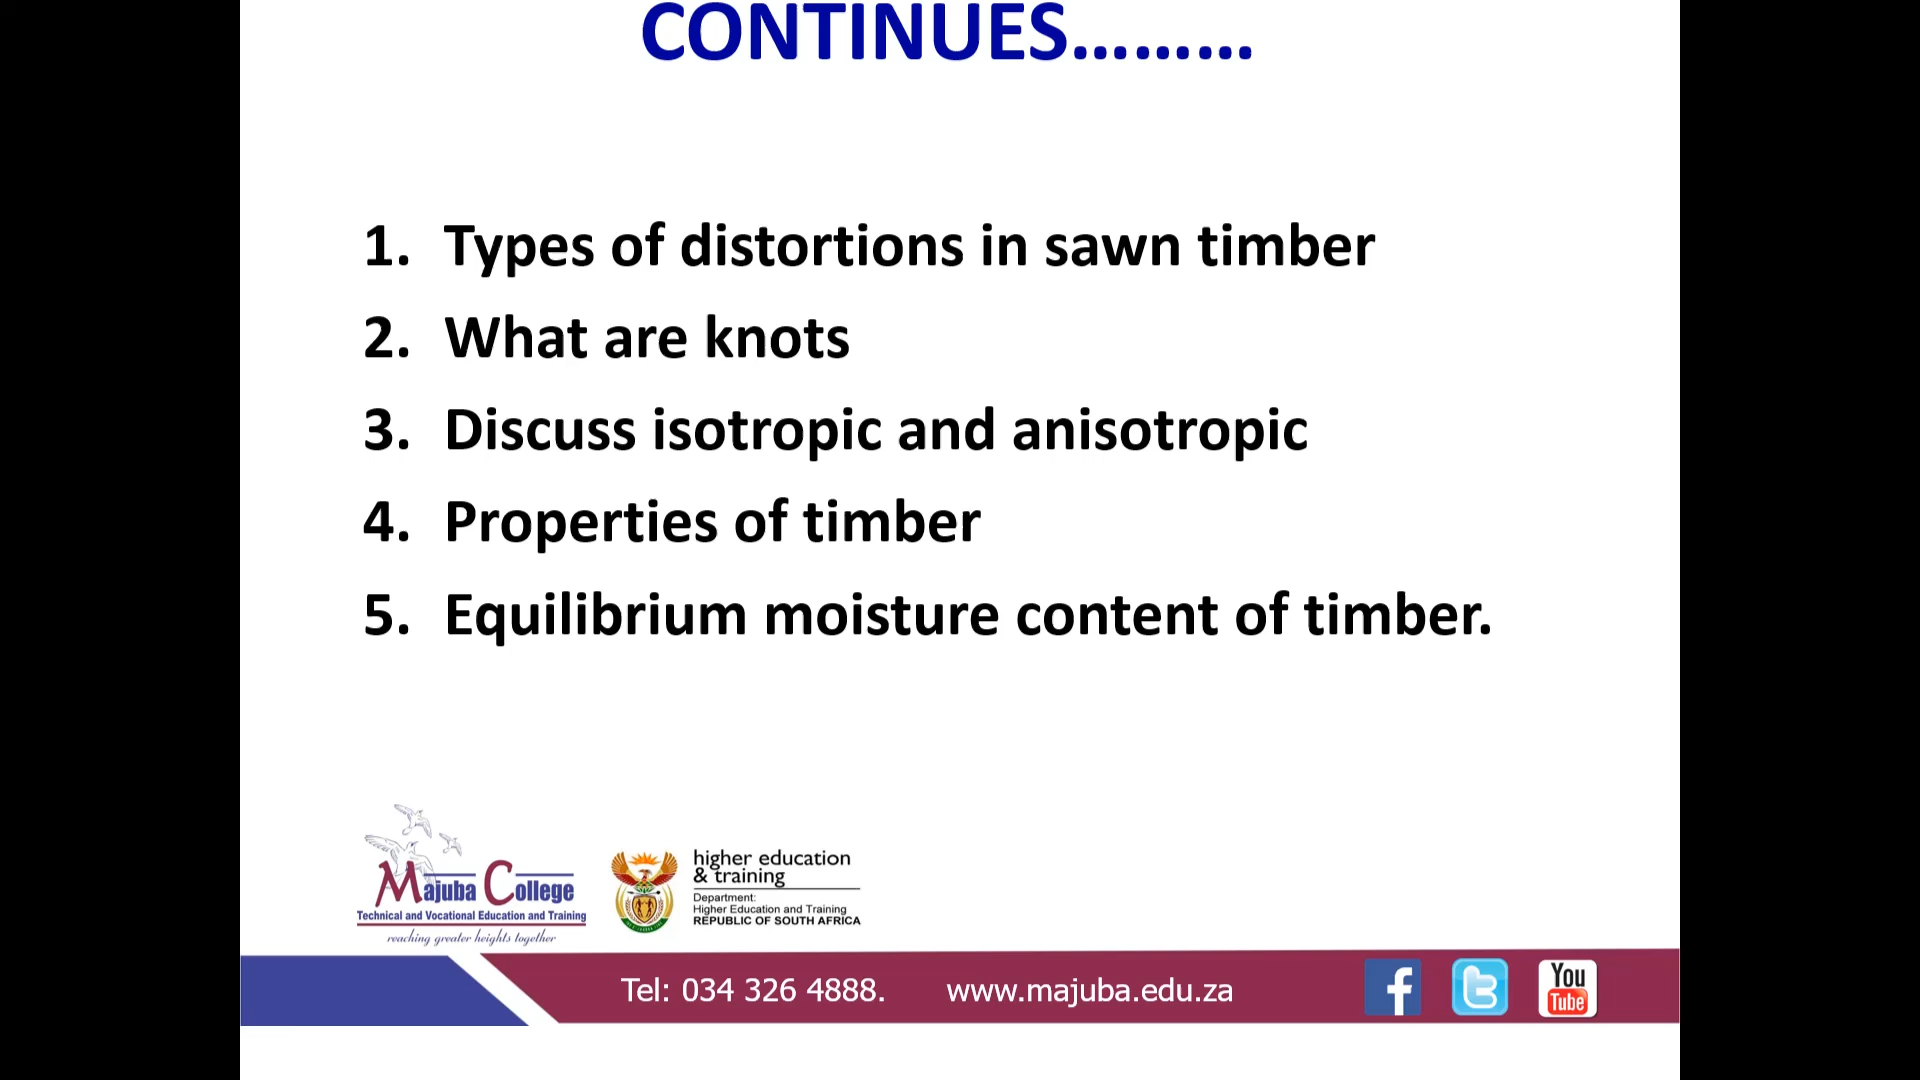 CONTINUES………
1. Types of distortions in sawn timber
2. What are knots
3. Discuss isotropic and anisotropic
4. Properties of timber
5. Equilibrium moisture content of timber.
Majuba College
Technical and Vocational Education and Training
reaching greater heights together
higher education
& training
Department:
Higher Education and Training
REPUBLIC OF SOUTH AFRICA
Tel: 034 326 4888. www.majuba.edu.za
You
Tube